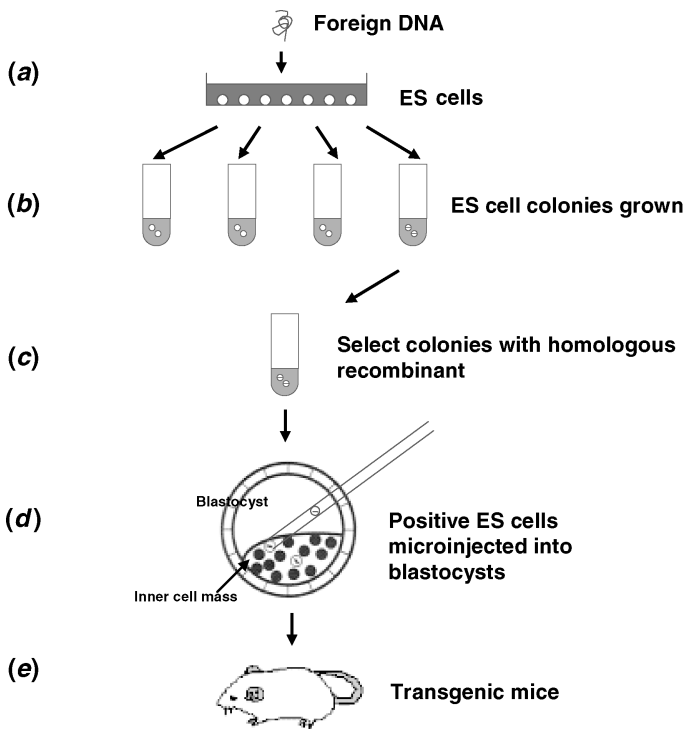 Foreign DNA
(a)
ES cells
(b)
ES cell colonies grown
(c)
Select colonies with homologous
recombinant
Blastocyst
(d)
Positive ES cells
microinjected into
blastocysts
Inner cell mass
(e)
Transgenic mice